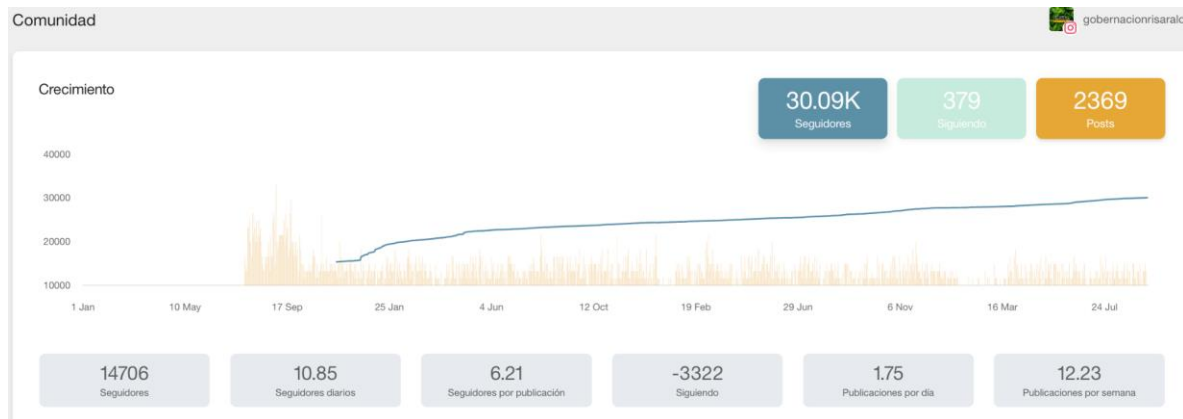 Comunidad
gobernacionrisarald
Crecimiento
30.09K
Seguidores
379
Siguiendo
2369
Posts
40000
30000
20000
10000
1 Jan 10 May 17 Sep 25 Jan 4 Jun 12 Oct 19 Feb 29 Jun 6 Nov 16 Mar 24 Jul
14706
Seguidores
10.85
Seguidores diarios
6.21
Seguidores por publicación
-3322
Siguiendo
1.75
Publicaciones por día
12.23
Publicaciones por semana